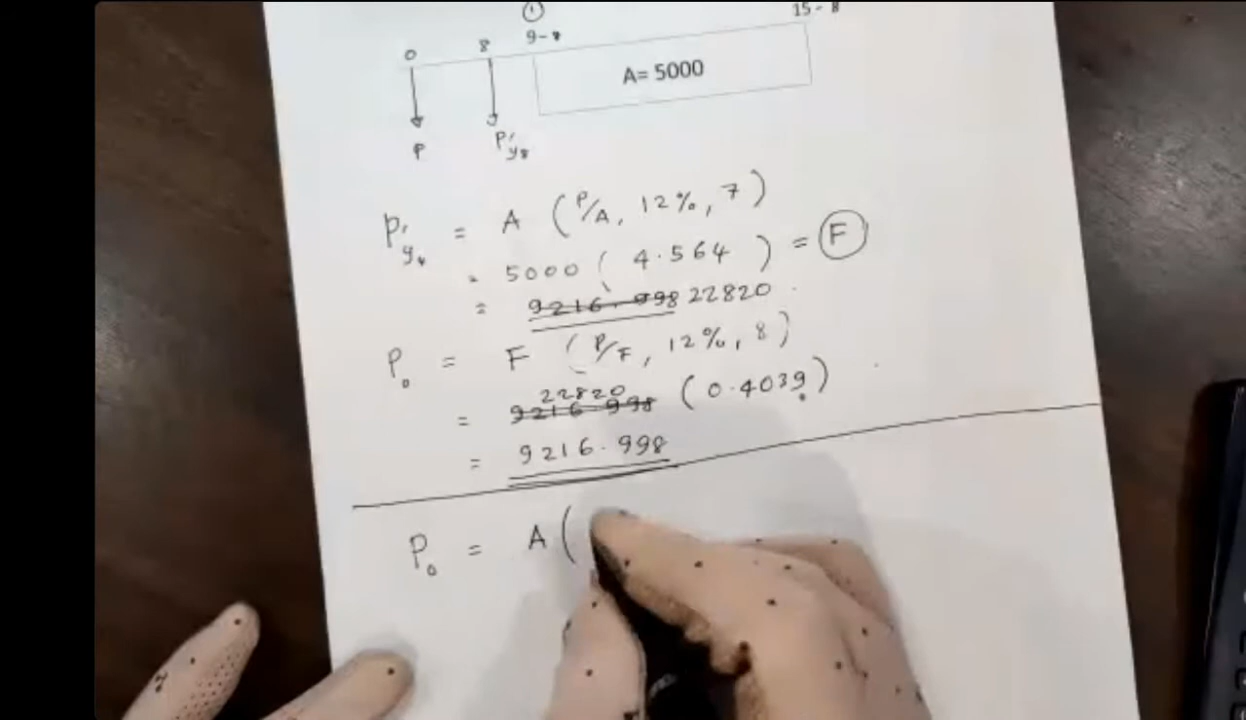 ①
15 - 8
9 - 8
0 8
A= 5000
P P'y8
P'y8 = A (P/A, 12%, 7)
= 5000 ( 4.564 ) = F
= 9216.998 22820
P0 = F (P/F, 12%, 8)
22820
= 9216.998 (0.4039)
= 9216.998
P0 = A (